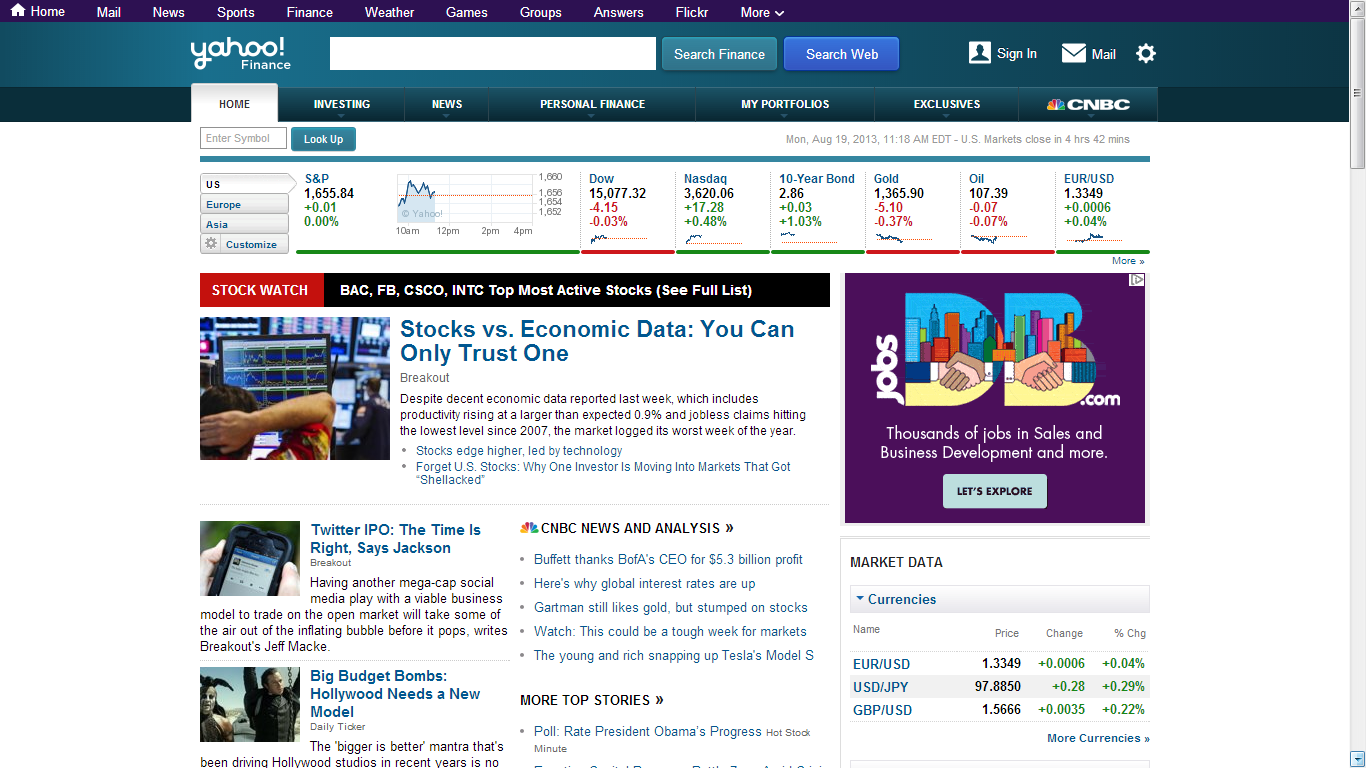 Home Mail News Sports Finance Weather Games Groups Answers Flickr More
yahoo! Finance
Search Finance
Search Web
Sign In
Mail
HOME INVESTING NEWS PERSONAL FINANCE MY PORTFOLIOS EXCLUSIVES CNBC
Enter Symbol
Look Up
Mon, Aug 19, 2013, 11:18 AM EDT - U.S. Markets close in 4 hrs 42 mins
US
Europe
Asia
Customize
S&P
1,655.84
+0.01
0.00%
1,660
1,656
1,654
1,652
© Yahoo!
10am 12pm 2pm 4pm
Dow
15,077.32
-4.15
-0.03%
Nasdaq
3,620.06
+17.28
+0.48%
10-Year Bond
2.86
+0.03
+1.03%
Gold
1,365.90
-5.10
-0.37%
Oil
107.39
-0.07
-0.07%
EUR/USD
1.3349
+0.0006
+0.04%
More »
STOCK WATCH BAC, FB, CSCO, INTC Top Most Active Stocks (See Full List)
Stocks vs. Economic Data: You Can
Only Trust One
Breakout
Despite decent economic data reported last week, which includes
productivity rising at a larger than expected 0.9% and jobless claims hitting
the lowest level since 2007, the market logged its worst week of the year.
• Stocks edge higher, led by technology
• Forget U.S. Stocks: Why One Investor Is Moving Into Markets That Got
“Shellacked”
Twitter IPO: The Time Is
Right, Says Jackson
Breakout
Having another mega-cap social
media play with a viable business
model to trade on the open market will take some of
the air out of the inflating bubble before it pops, writes
Breakout's Jeff Macke.
Big Budget Bombs:
Hollywood Needs a New
Model
Daily Ticker
The 'bigger is better' mantra that's
been driving Hollywood studios in recent years is no
CNBC NEWS AND ANALYSIS »
• Buffett thanks BofA's CEO for $5.3 billion profit
• Here's why global interest rates are up
• Gartman still likes gold, but stumped on stocks
• Watch: This could be a tough week for markets
• The young and rich snapping up Tesla's Model S
MORE TOP STORIES »
• Poll: Rate President Obama's Progress Hot Stock
Minute
jobs
DB
.com
Thousands of jobs in Sales and
Business Development and more.
LET'S EXPLORE
MARKET DATA
Currencies
Name Price Change % Chg
EUR/USD 1.3349 +0.0006 +0.04%
USD/JPY 97.8850 +0.28 +0.29%
GBP/USD 1.5666 +0.0035 +0.22%
More Currencies »